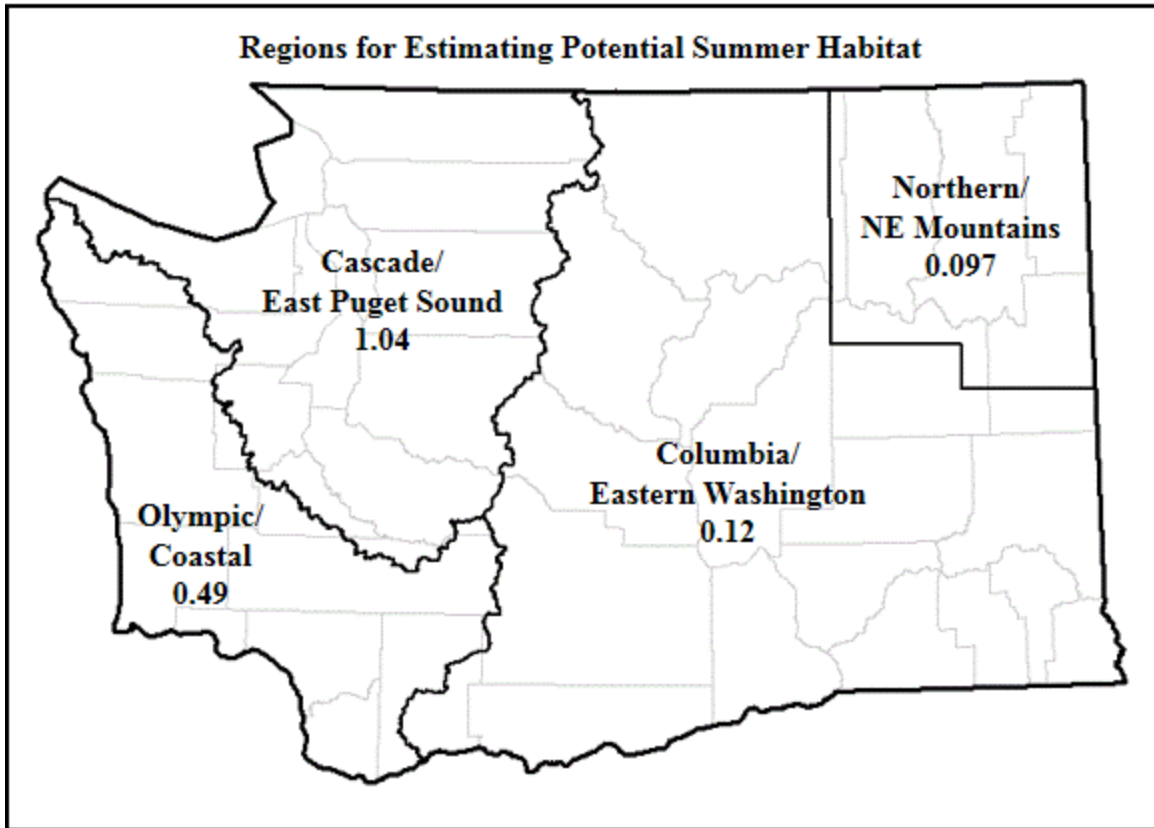 Regions for Estimating Potential Summer Habitat
Northern/
NE Mountains
0.097
Cascade/
East Puget Sound
1.04
Columbia/
Eastern Washington
0.12
Olympic/
Coastal
0.49